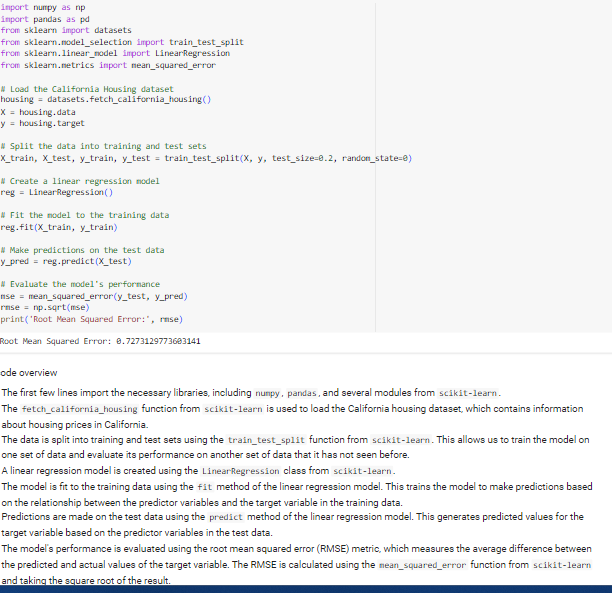 import numpy as np
import pandas as pd
from sklearn import datasets
from sklearn.model_selection import train_test_split
from sklearn.linear_model import LinearRegression
from sklearn.metrics import mean_squared_error
# Load the California Housing dataset
housing = datasets.fetch_california_housing()
X = housing.data
y = housing.target
# Split the data into training and test sets
X_train, X_test, y_train, y_test = train_test_split(X, y, test_size=0.2, random_state=0)
# Create a linear regression model
reg = LinearRegression()
# Fit the model to the training data
reg.fit(X_train, y_train)
# Make predictions on the test data
y_pred = reg.predict(X_test)
# Evaluate the model's performance
mse = mean_squared_error(y_test, y_pred)
rmse = np.sqrt(mse)
print('Root Mean Squared Error:', rmse)
Root Mean Squared Error: 0.7273129773603141
ode overview
The first few lines import the necessary libraries, including numpy, pandas, and several modules from scikit-learn.
The fetch_california_housing function from scikit-learn is used to load the California housing dataset, which contains information
about housing prices in California.
The data is split into training and test sets using the train_test_split function from scikit-learn. This allows us to train the model on
one set of data and evaluate its performance on another set of data that it has not seen before.
A linear regression model is created using the LinearRegression class from scikit-learn.
The model is fit to the training data using the fit method of the linear regression model. This trains the model to make predictions based
on the relationship between the predictor variables and the target variable in the training data.
Predictions are made on the test data using the predict method of the linear regression model. This generates predicted values for the
target variable based on the predictor variables in the test data.
The model's performance is evaluated using the root mean squared error (RMSE) metric, which measures the average difference between
the predicted and actual values of the target variable. The RMSE is calculated using the mean_squared_error function from scikit-learn
and taking the square root of the result.